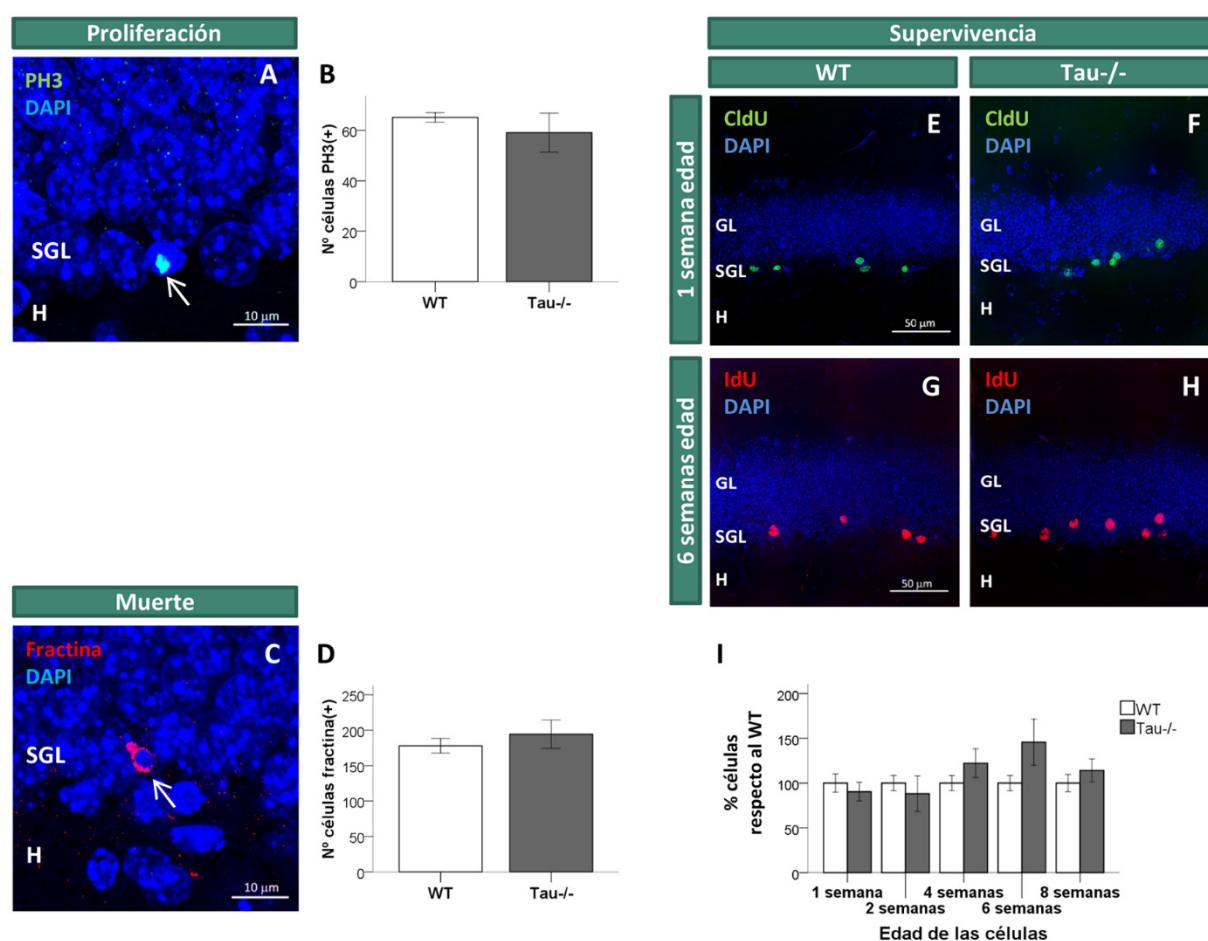 Proliferación
PH3
DAPI
A
SGL
H
10 µm
B
Nº células PH3(+)
60
40
20
0
WT
Tau-/-
Muerte
Fractina
DAPI
C
SGL
H
10 µm
D
Nº células fractina(+)
250
200
150
100
50
0
WT
Tau-/-
Supervivencia
WT
Tau-/-
1 semana edad
CldU
DAPI
E
GL
SGL
H
50 µm
CldU
DAPI
F
GL
SGL
H
6 semanas edad
IdU
DAPI
G
GL
SGL
H
50 µm
IdU
DAPI
H
GL
SGL
H
I
% células
respecto al WT
200
150
100
50
0
WT
Tau-/-
1 semana
2 semanas
4 semanas
6 semanas
8 semanas
Edad de las células